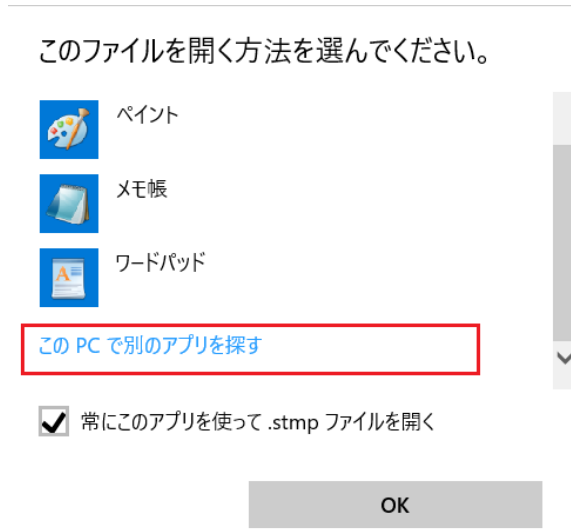 このファイルを開く方法を選んでください。
ペイント
メモ帳
ワードパッド
この PC で別のアプリを探す
常にこのアプリを使って .stmp ファイルを開く
OK